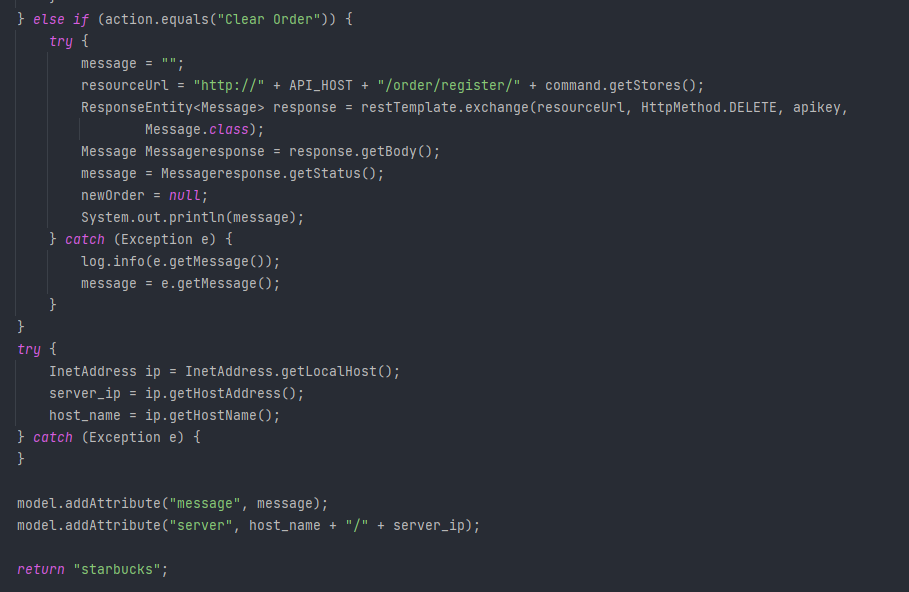 } else if (action.equals("Clear Order")) {
    try {
        message = "";
        resourceUrl = "http://" + API_HOST + "/order/register/" + command.getStores();
        ResponseEntity<Message> response = restTemplate.exchange(resourceUrl, HttpMethod.DELETE, apikey,
                Message.class);
        Message Messageresponse = response.getBody();
        message = Messageresponse.getStatus();
        newOrder = null;
        System.out.println(message);
    } catch (Exception e) {
        log.info(e.getMessage());
        message = e.getMessage();
    }
}
try {
    InetAddress ip = InetAddress.getLocalHost();
    server_ip = ip.getHostAddress();
    host_name = ip.getHostName();
} catch (Exception e) {
}

model.addAttribute("message", message);
model.addAttribute("server", host_name + "/" + server_ip);

return "starbucks";